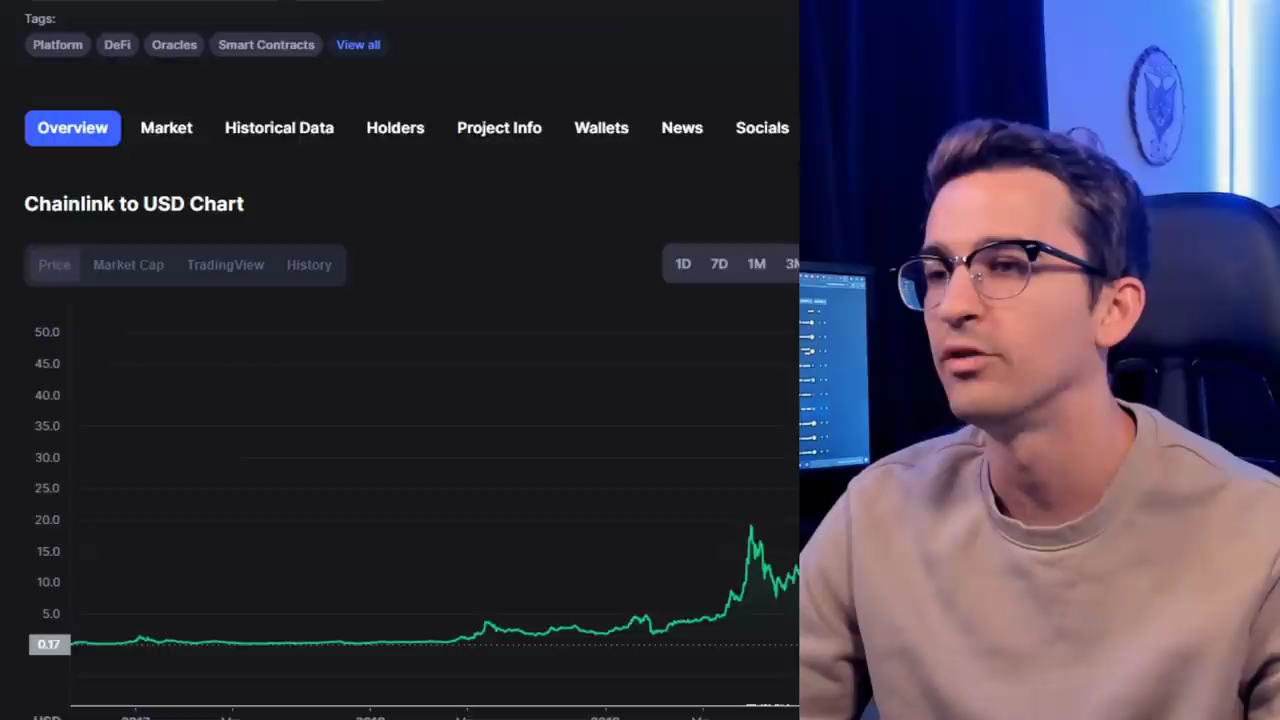 Tags:
Platform DeFi Oracles Smart Contracts View all
Overview Market Historical Data Holders Project Info Wallets News Socials
Chainlink to USD Chart
Price Market Cap TradingView History 1D 7D 1M
50.0
45.0
40.0
35.0
30.0
25.0
20.0
15.0
10.0
5.0
0.17